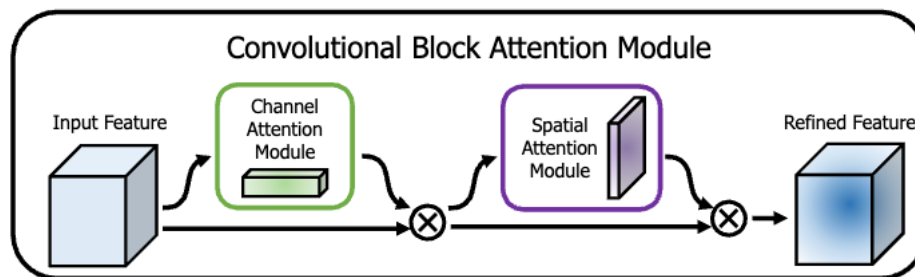 Convolutional Block Attention Module
Input Feature
Channel
Attention
Module
Spatial
Attention
Module
Refined Feature